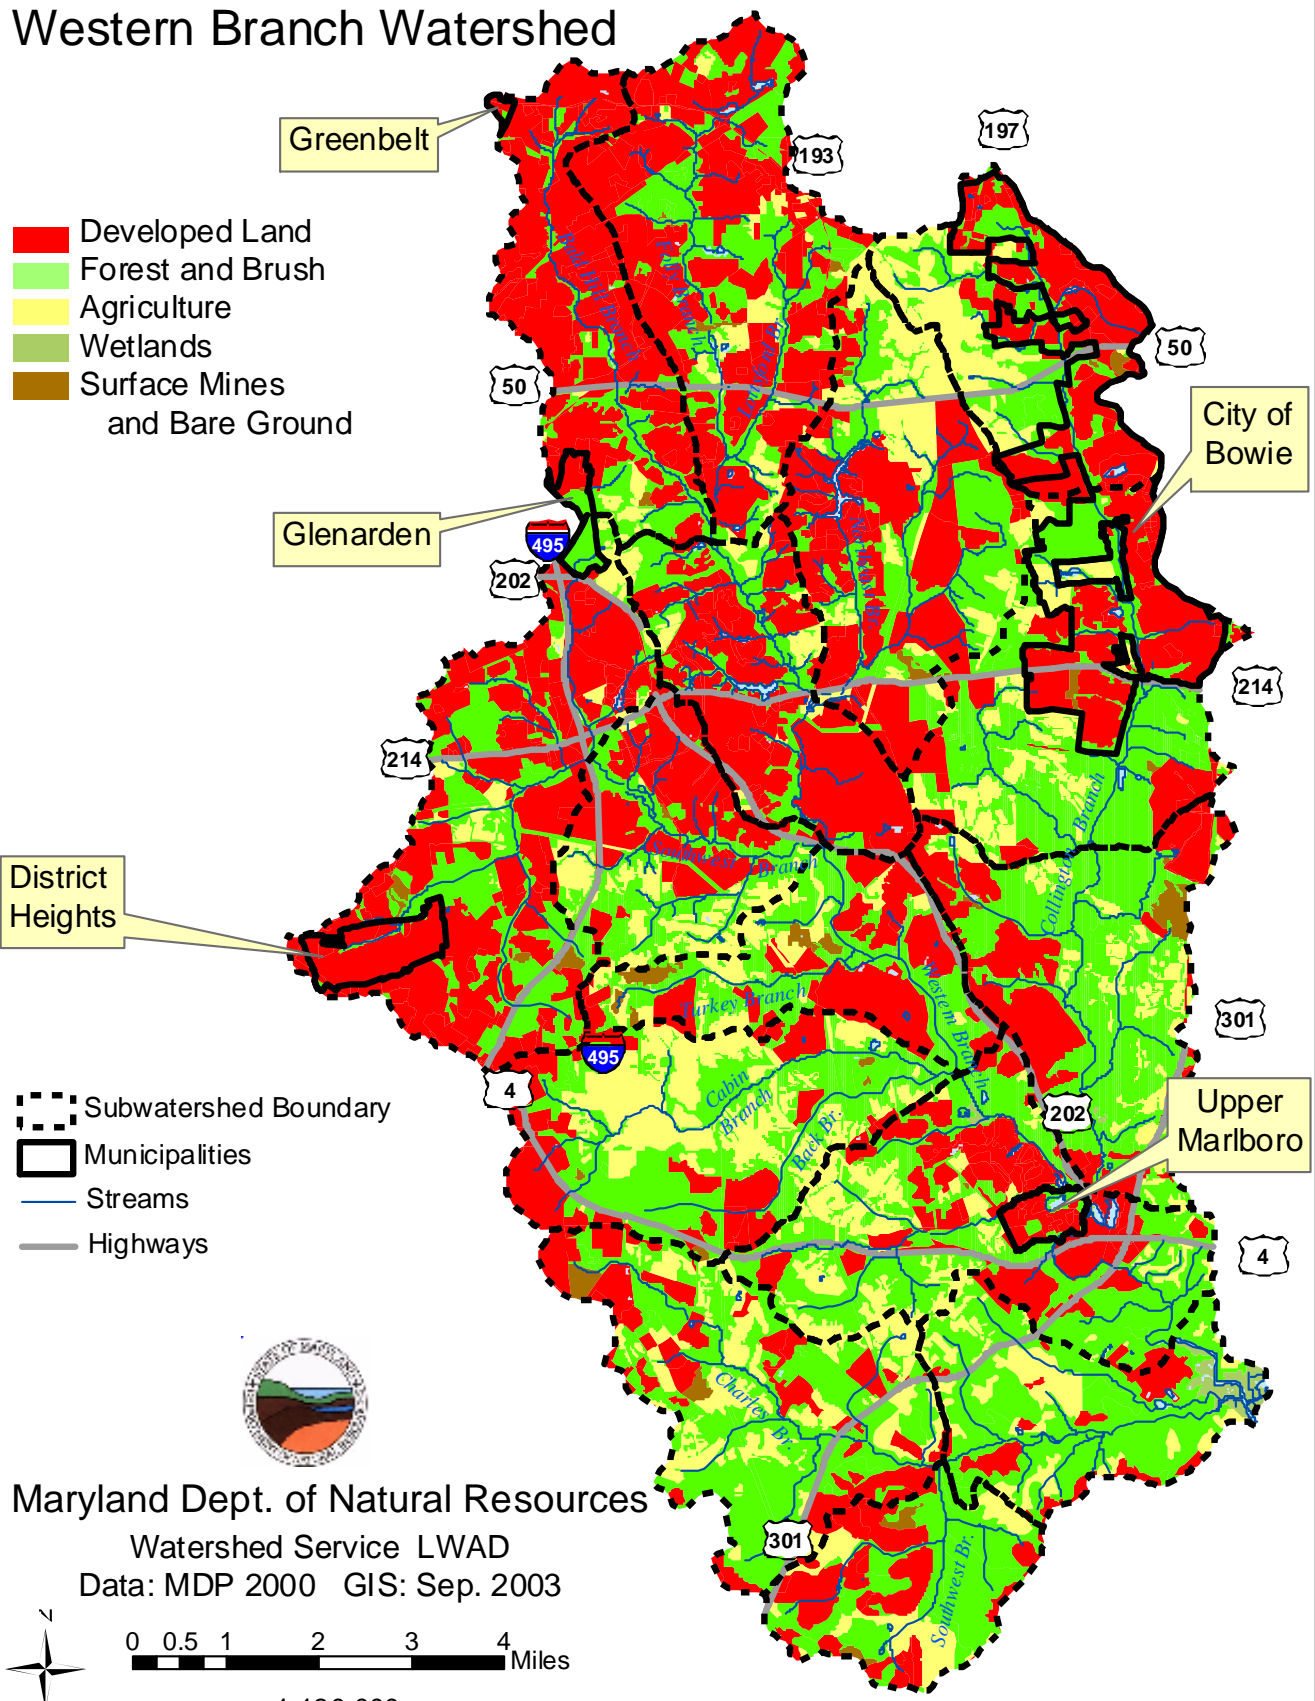 Western Branch Watershed
Greenbelt
197
193
Developed Land
Forest and Brush
Agriculture
Wetlands
Surface Mines
and Bare Ground
50
50
City of
Bowie
Glenarden
495
202
214
214
District
Heights
Southwest Branch
Collington Branch
Western Branch
Turkey Branch
301
495
4
Cabin
Branch
Back Br.
202
Upper
Marlboro
Subwatershed Boundary
Municipalities
Streams
Highways
4
Charles Br.
301
Southwest Br.
Maryland Dept. of Natural Resources
Watershed Service LWAD
Data: MDP 2000 GIS: Sep. 2003
N
0 0.5 1 2 3 4
Miles